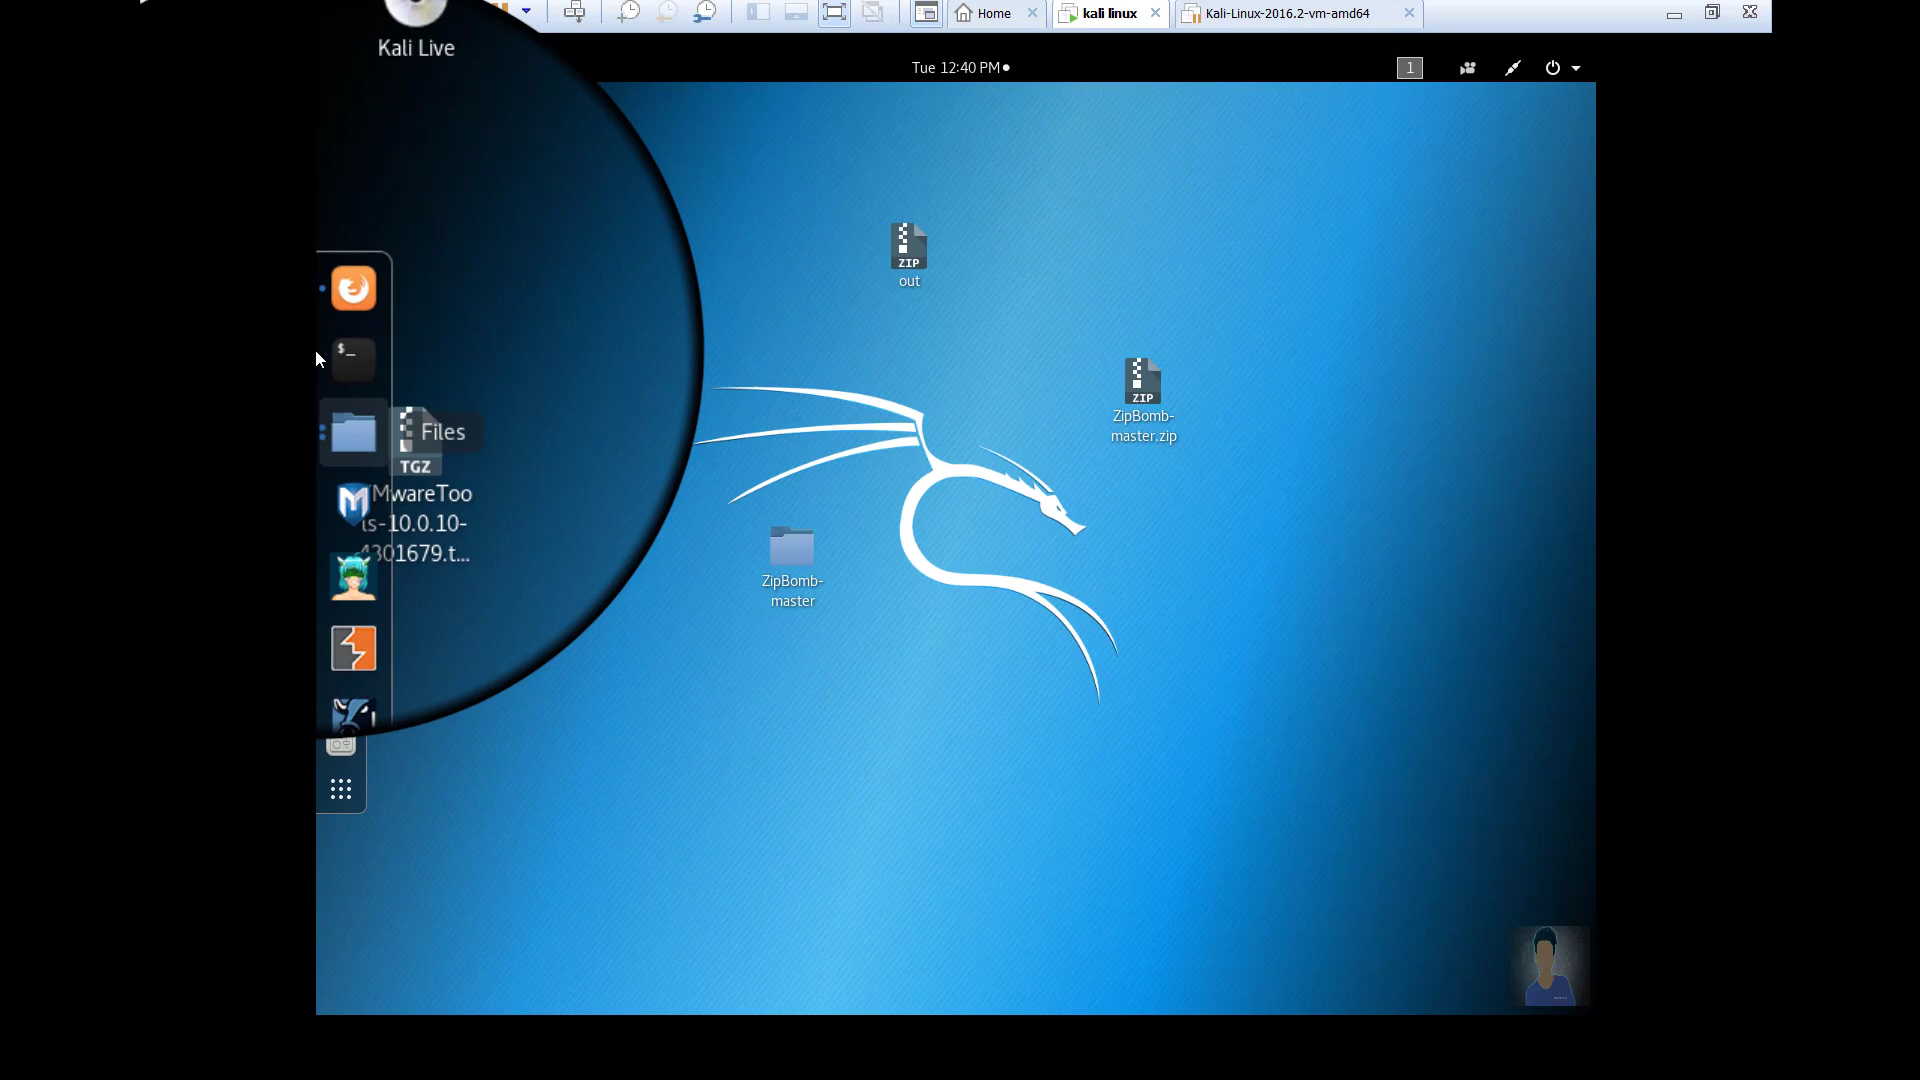 Home
kali linux
Kali-Linux-2016.2-vm-amd64
Kali Live
Tue 12:40 PM
1
ZIP
out
ZIP
ZipBomb-
master.zip
$_
Files
TGZ
MwareToo
ls-10.0.10-
4301679.t...
ZipBomb-
master